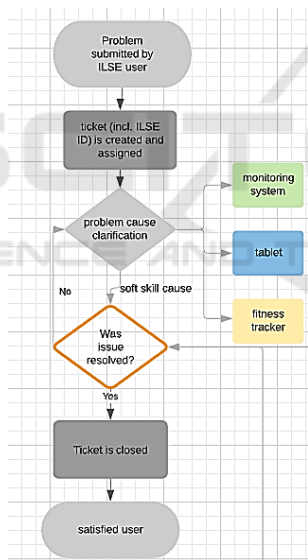 Problem
submitted by
ILSE user
ticket (incl. ILSE
ID) is created and
assigned
monitoring
system
problem cause
clarification
tablet
No
soft skill cause
fitness
tracker
Was
issue
resolved?
Yes
Ticket is closed
satisfied user